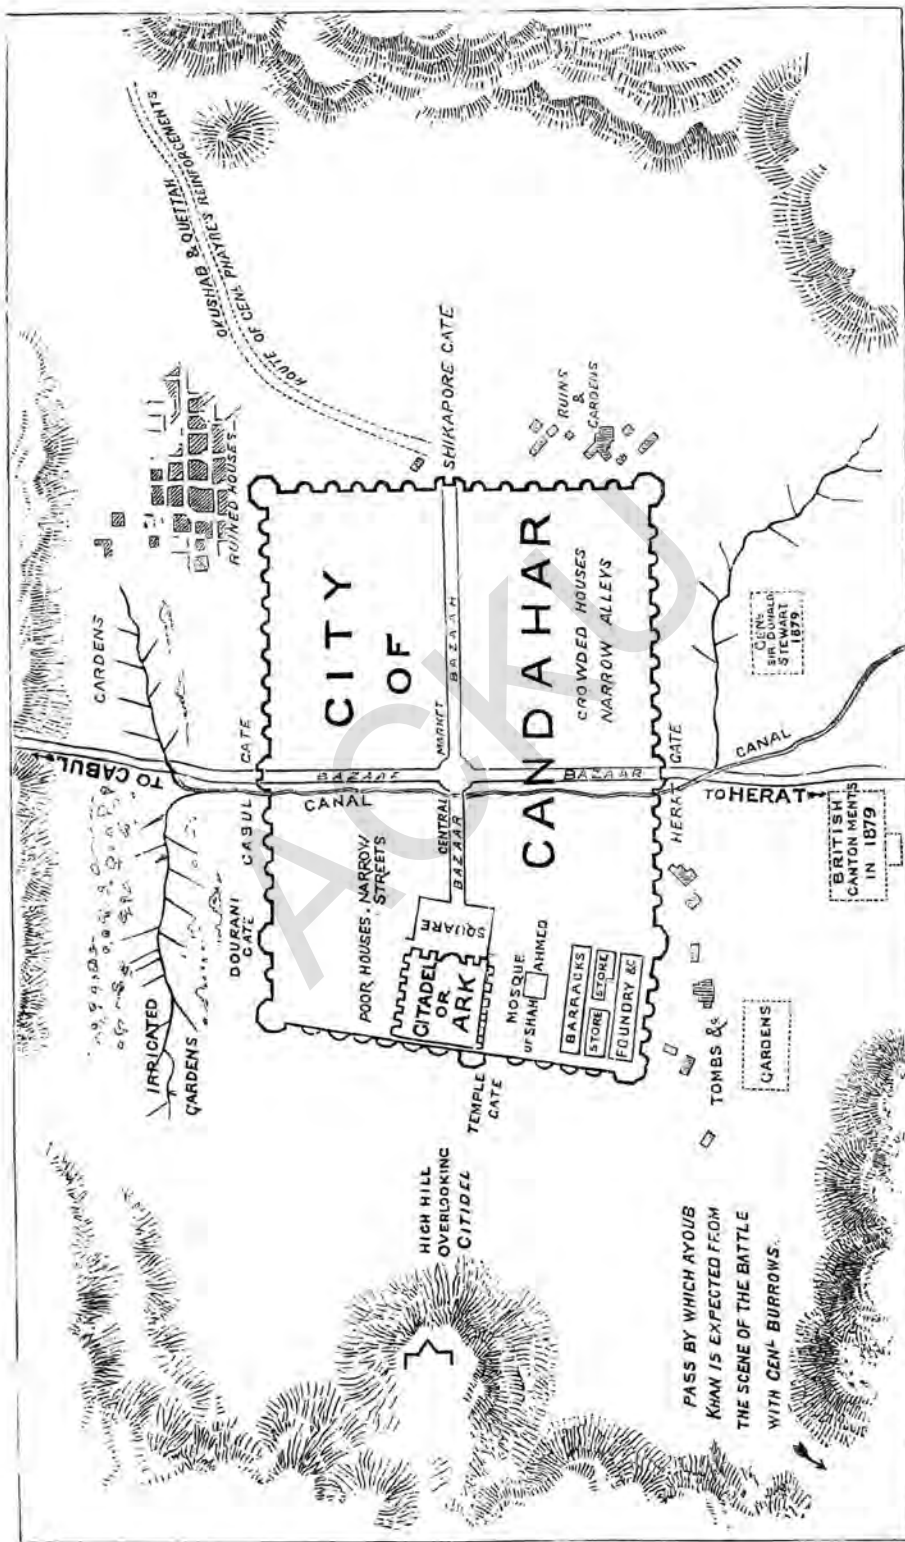 OKUSHAB & QUETTAH
ROUTE OF GENL PHAYRE'S REINFORCEMENTS
RUINED HOUSES
GARDENS
TO CABUL
IRRIGATED
GARDENS
CABUL GATE
DOURANI
GATE
SHIKAPORE GATE
RUINS
&
GARDENS
CITY
OF
CANDAHAR
BAZAAR
CANAL
CENTRAL MARKET
BAZAAR
BAZAAR
BAZAAR
CROWDED HOUSES
NARROW ALLEYS
POOR HOUSES, NARROW
STREETS
SQUARE
CITADEL
OR
ARK
MOSQUE
OF SHAH AHMED
BARRACKS
STORE
STORE
FOUNDRY &c
TEMPLE
GATE
HERAT GATE
CANAL
TO HERAT
GENL
SIR DONALD
STEWART
1879
BRITISH
CANTONMENTS
IN 1879
TOMBS &
GARDENS
HIGH HILL
OVERLOOKING
CITIDEL
PASS BY WHICH AYOUB
KHAN IS EXPECTED FROM
THE SCENE OF THE BATTLE
WITH GENL BURROWS.
ACKU